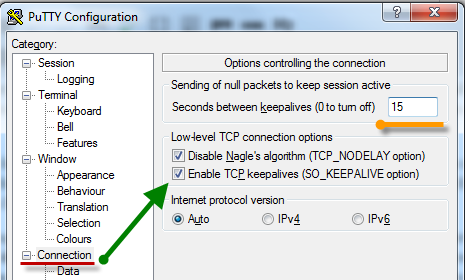 PuTTY Configuration
Category:
Session
Logging
Terminal
Keyboard
Bell
Features
Window
Appearance
Behaviour
Translation
Selection
Colours
Connection
Data
Options controlling the connection
Sending of null packets to keep session active
Seconds between keepalives (0 to turn off) 15
Low-level TCP connection options
Disable Nagle's algorithm (TCP_NODELAY option)
Enable TCP keepalives (SO_KEEPALIVE option)
Internet protocol version
Auto IPv4 IPv6